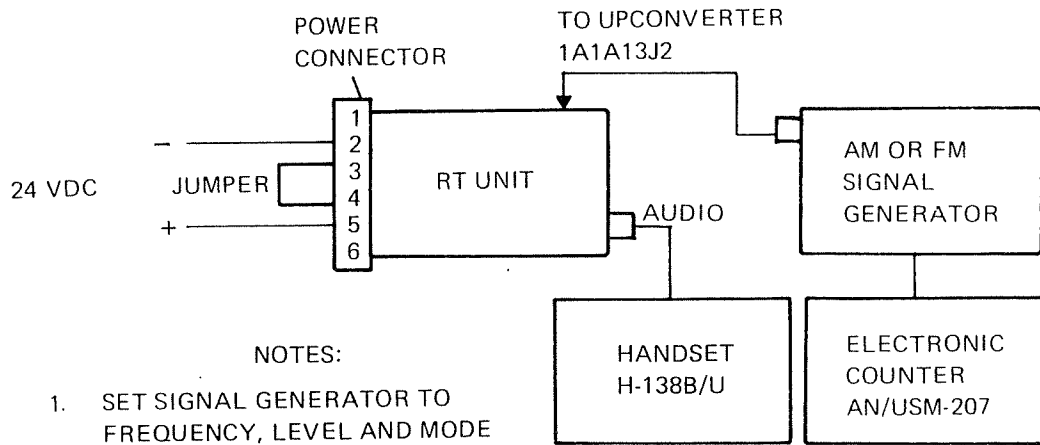 POWER
CONNECTOR
TO UPCONVERTER
1A1A13J2
1
2
3
4
5
6
−
24 VDC
JUMPER
+
RT UNIT
AUDIO
AM OR FM
SIGNAL
GENERATOR
HANDSET
H-138B/U
ELECTRONIC
COUNTER
AN/USM-207
NOTES:
1. SET SIGNAL GENERATOR TO
FREQUENCY, LEVEL AND MODE